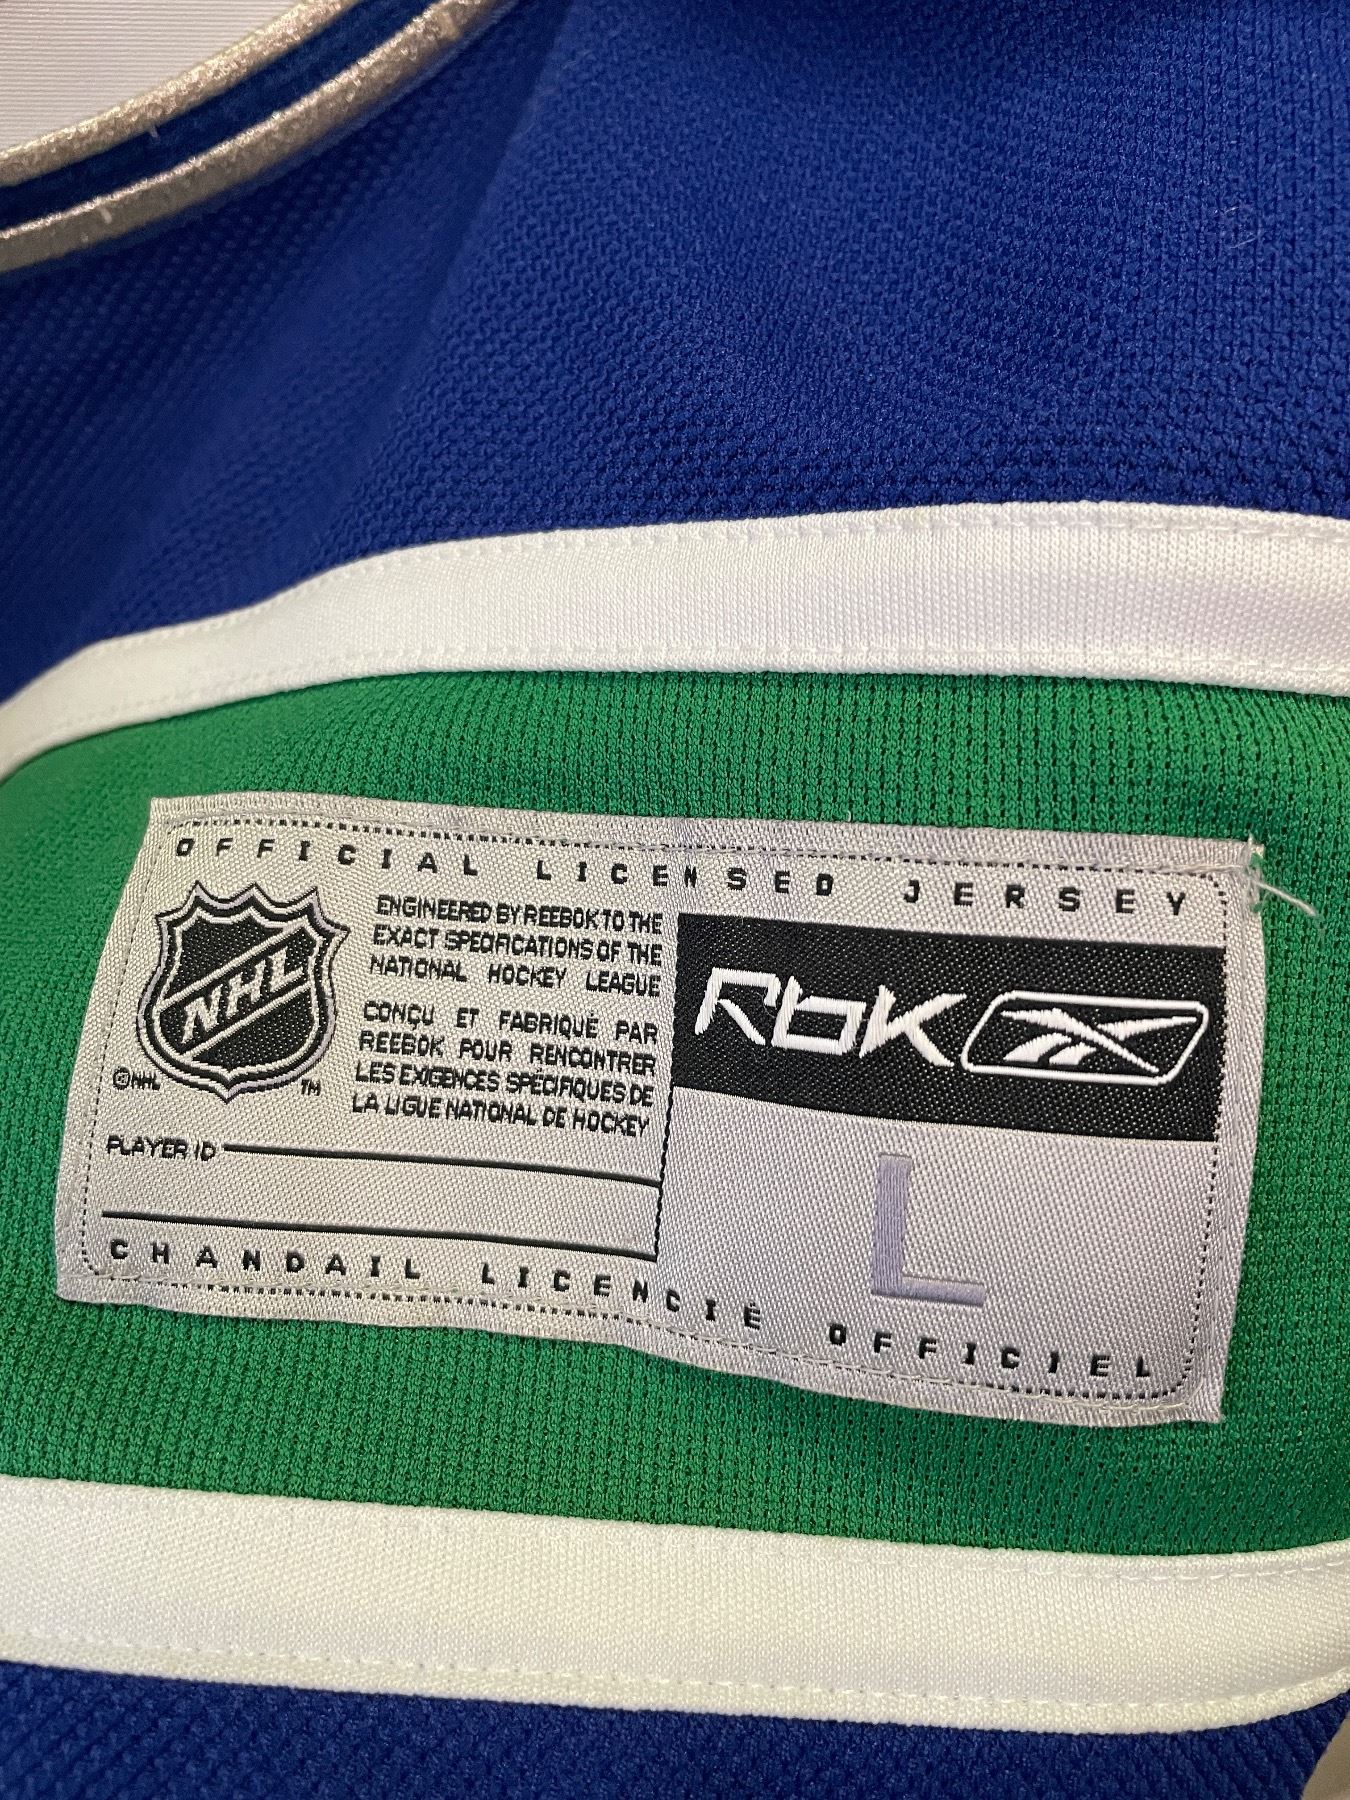 OFFICIAL LICENSED JERSEY
NHL
©NHL
TM
ENGINEERED BY REEBOK TO THE
EXACT SPECIFICATIONS OF THE
NATIONAL HOCKEY LEAGUE
CONÇU ET FABRIQUÉ PAR
REEBOK POUR RENCONTRER
LES EXIGENCES SPÉCIFIQUES DE
LA LIGUE NATIONAL DE HOCKEY
PLAYER ID
Rbk
L
CHANDAIL LICENCIÉ OFFICIEL